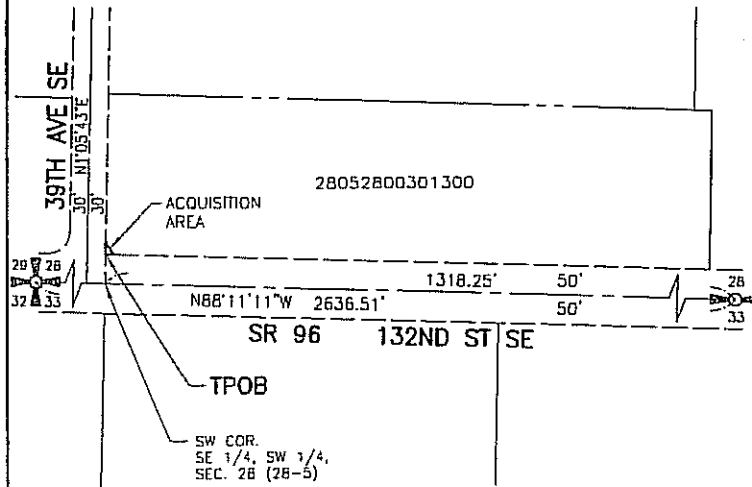 39TH AVE SE
N1°05'43"E
30' 30'
ACQUISITION
AREA
28052800301300
29 28
32 33
1318.25' 50'
N88°11'11"W 2636.51' 50'
28
33
SR 96 132ND ST SE
TPOB
SW COR.
SE 1/4, SW 1/4,
SEC. 28 (28-5)